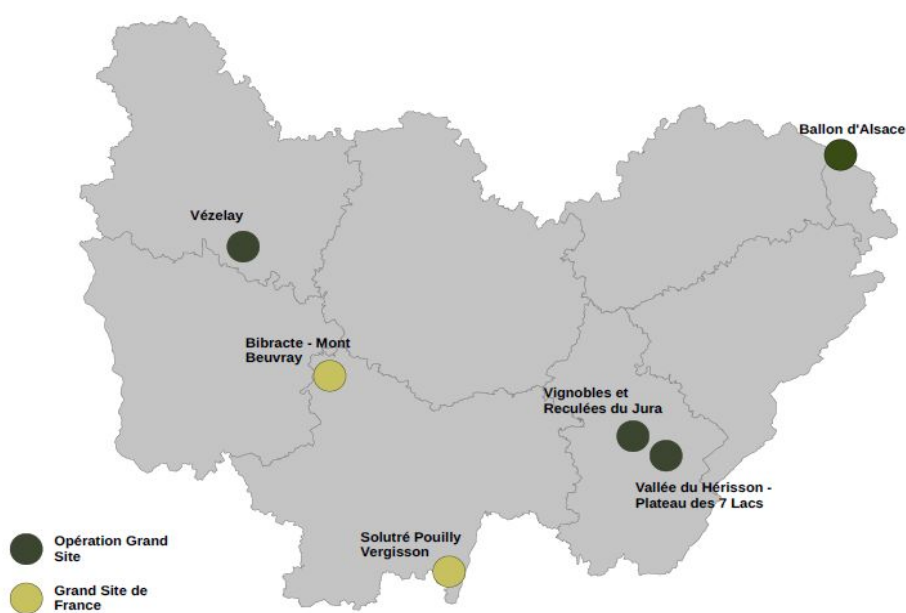 Ballon d'Alsace
Vézelay
Bibracte - Mont
Beuvray
Vignobles et
Reculées du Jura
Vallée du Hérisson -
Plateau des 7 Lacs
Solutré Pouilly
Vergisson
Opération Grand
Site
Grand Site de
France